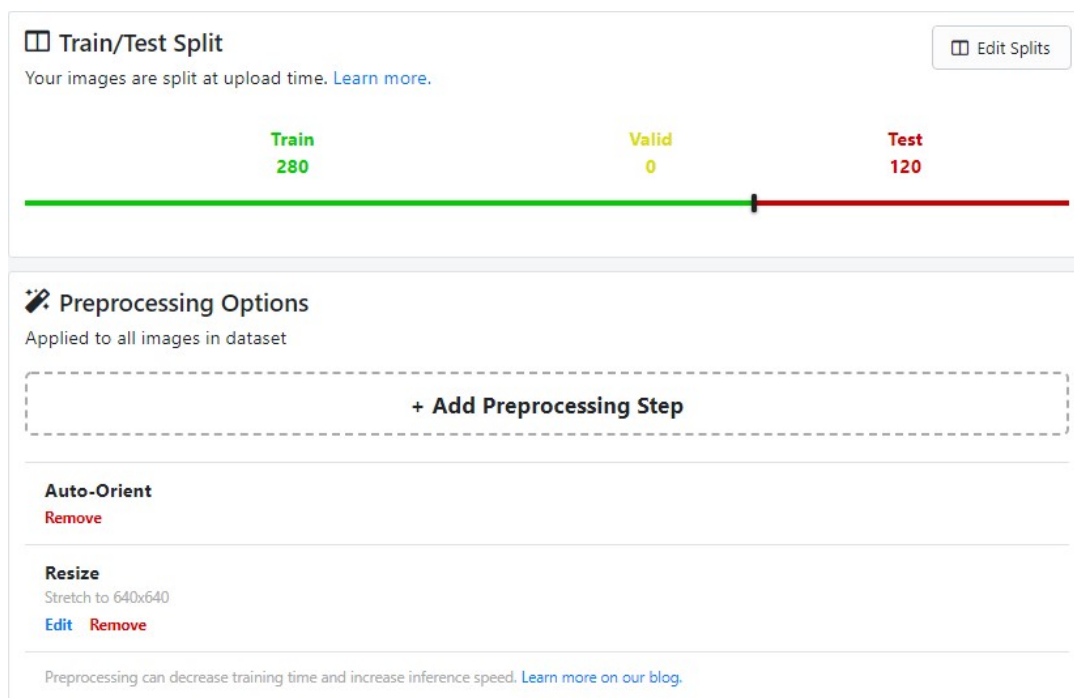 Train/Test Split
Edit Splits
Your images are split at upload time. Learn more.
Train Valid Test
280 0 120
Preprocessing Options
Applied to all images in dataset
+ Add Preprocessing Step
Auto-Orient
Remove
Resize
Stretch to 640x640
Edit Remove
Preprocessing can decrease training time and increase inference speed. Learn more on our blog.